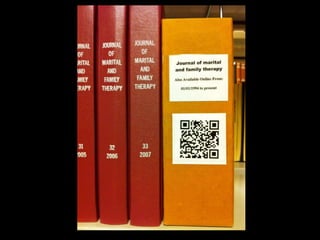 JOURNAL
OF
MARITAL
AND
FAMILY
THERAPY
31
2005
JOURNAL
OF
MARITAL
AND
FAMILY
THERAPY
32
2006
JOURNAL
OF
MARITAL
AND
FAMILY
THERAPY
33
2007
Journal of marital
and family therapy
Also Available Online From:
01/01/1994 to present